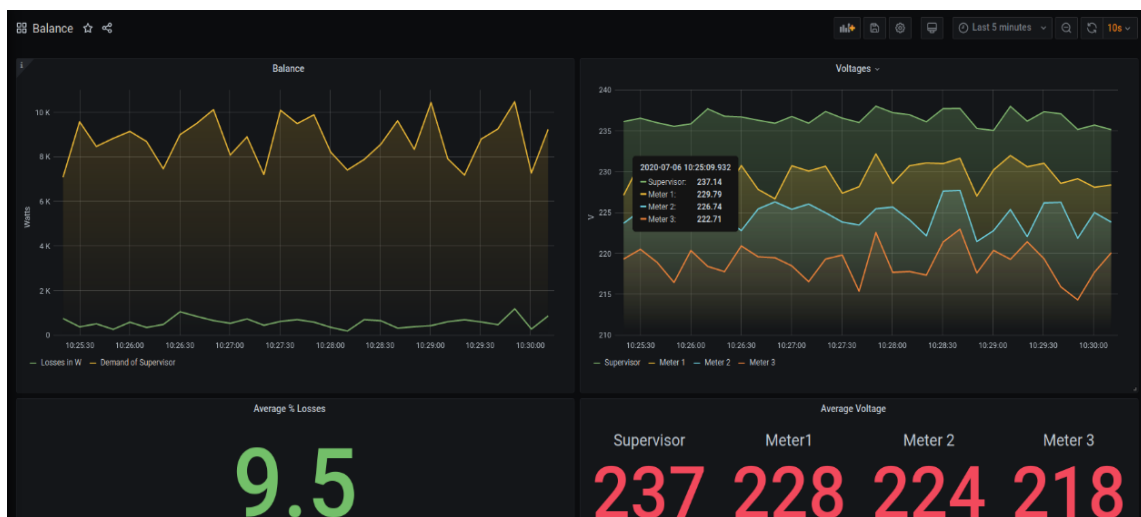 Balance
Last 5 minutes
10s
Balance
10 K
8 K
6 K
4 K
2 K
0
Watts
10:25:30 10:26:00 10:26:30 10:27:00 10:27:30 10:28:00 10:28:30 10:29:00 10:29:30 10:30:00
Losses in W Demand of Supervisor
Voltages
240
235
230
225
220
215
210
V
2020-07-06 10:25:09.932
Supervisor: 237.14
Meter 1: 229.79
Meter 2: 226.74
Meter 3: 222.71
10:25:30 10:26:00 10:26:30 10:27:00 10:27:30 10:28:00 10:28:30 10:29:00 10:29:30 10:30:00
Supervisor Meter 1 Meter 2 Meter 3
Average % Losses
9.5
Average Voltage
Supervisor Meter1 Meter 2 Meter 3
237 228 224 218